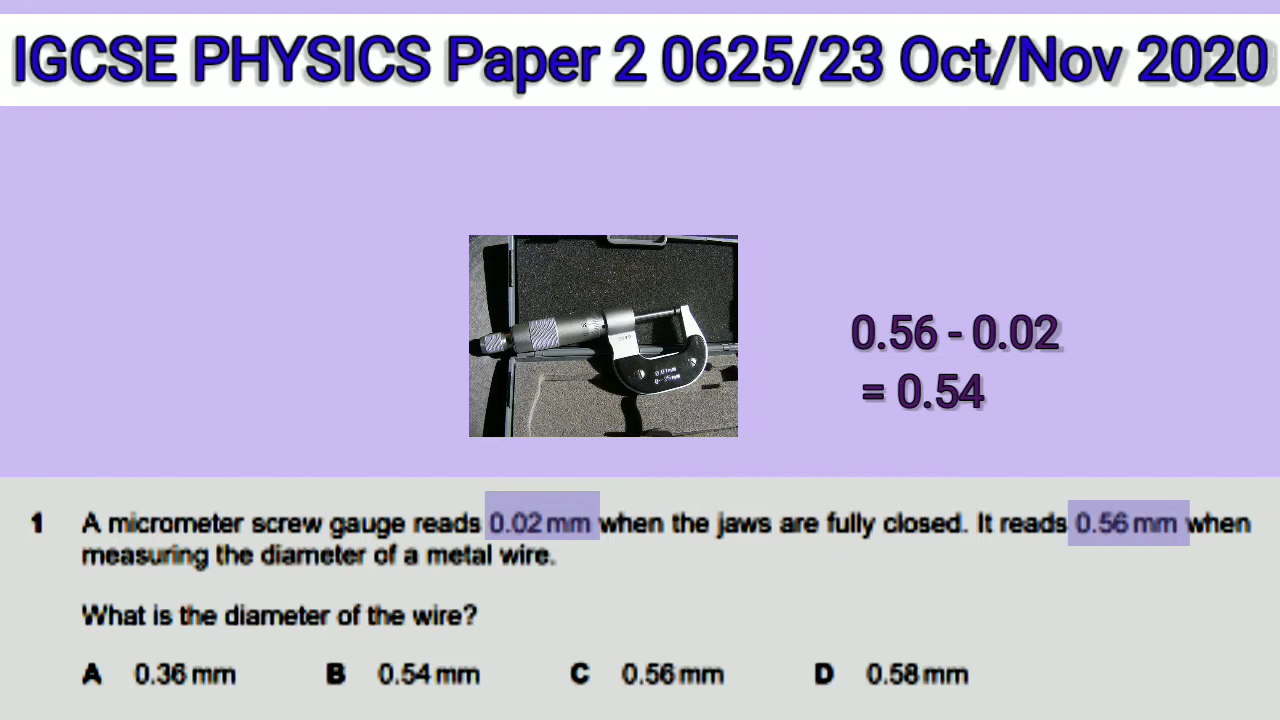 IGCSE PHYSICS Paper 2 0625/23 Oct/Nov 2020
0.56 - 0.02
= 0.54
1 A micrometer screw gauge reads 0.02 mm when the jaws are fully closed. It reads 0.56 mm when
measuring the diameter of a metal wire.
What is the diameter of the wire?
A 0.36 mm B 0.54 mm C 0.56 mm D 0.58 mm